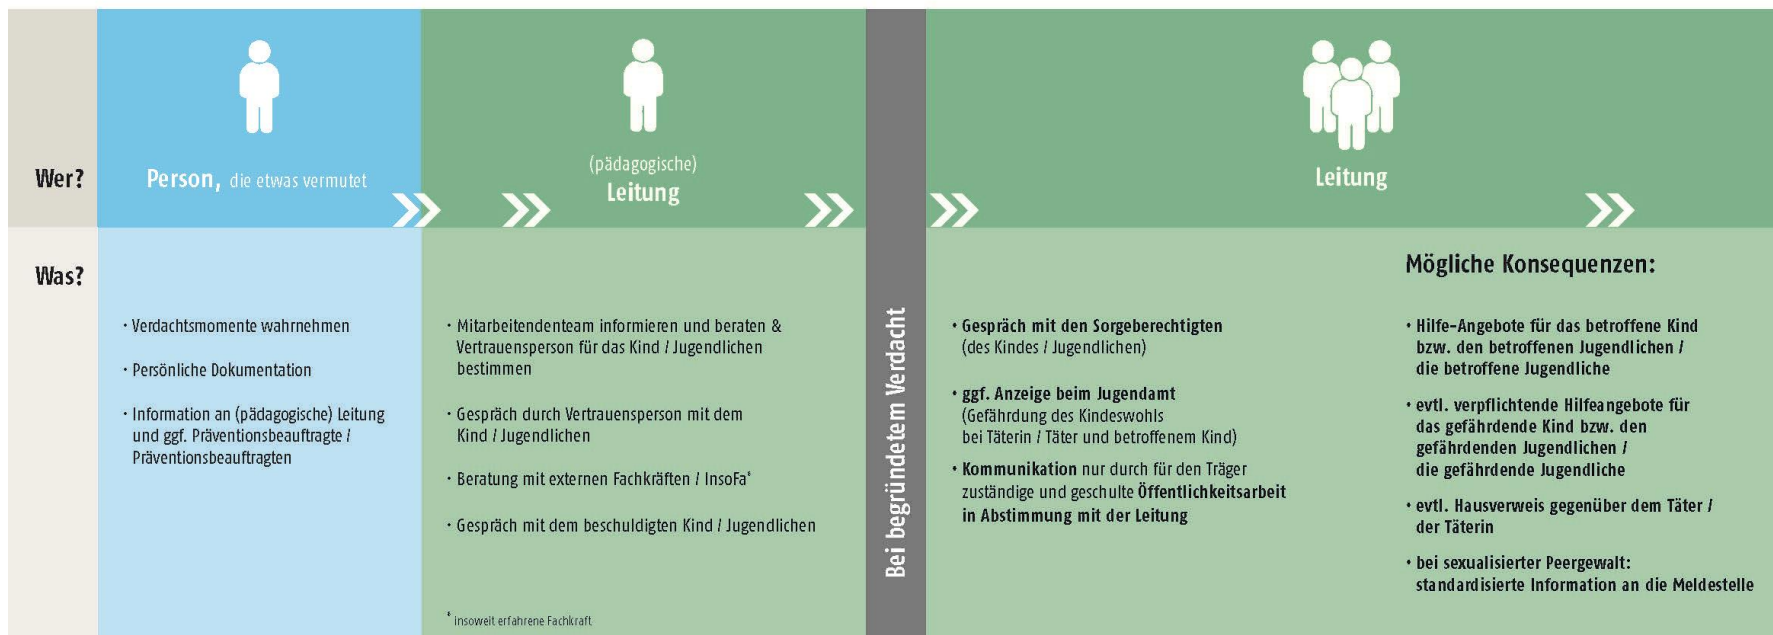 Wer?
Person, die etwas vermutet
(pädagogische)
Leitung
Leitung
Was?
· Verdachtsmomente wahrnehmen
· Persönliche Dokumentation
· Information an (pädagogische) Leitung
und ggf. Präventionsbeauftragte /
Präventionsbeauftragten
· Mitarbeitendenteam informieren und beraten &
Vertrauensperson für das Kind / Jugendlichen
bestimmen
· Gespräch durch Vertrauensperson mit dem
Kind / Jugendlichen
· Beratung mit externen Fachkräften / InsoFa*
· Gespräch mit dem beschuldigten Kind / Jugendlichen
* insoweit erfahrene Fachkraft
Bei begründetem Verdacht
· Gespräch mit den Sorgeberechtigten
(des Kindes / Jugendlichen)
· ggf. Anzeige beim Jugendamt
(Gefährdung des Kindeswohls
bei Täterin / Täter und betroffenem Kind)
· Kommunikation nur durch für den Träger
zuständige und geschulte Öffentlichkeitsarbeit
in Abstimmung mit der Leitung
Mögliche Konsequenzen:
· Hilfe-Angebote für das betroffene Kind
bzw. den betroffenen Jugendlichen /
die betroffene Jugendliche
· evtl. verpflichtende Hilfeangebote für
das gefährdende Kind bzw. den
gefährdenden Jugendlichen /
die gefährdende Jugendliche
· evtl. Hausverweis gegenüber dem Täter /
der Täterin
· bei sexualisierter Peergewalt:
standardisierte Information an die Meldestelle